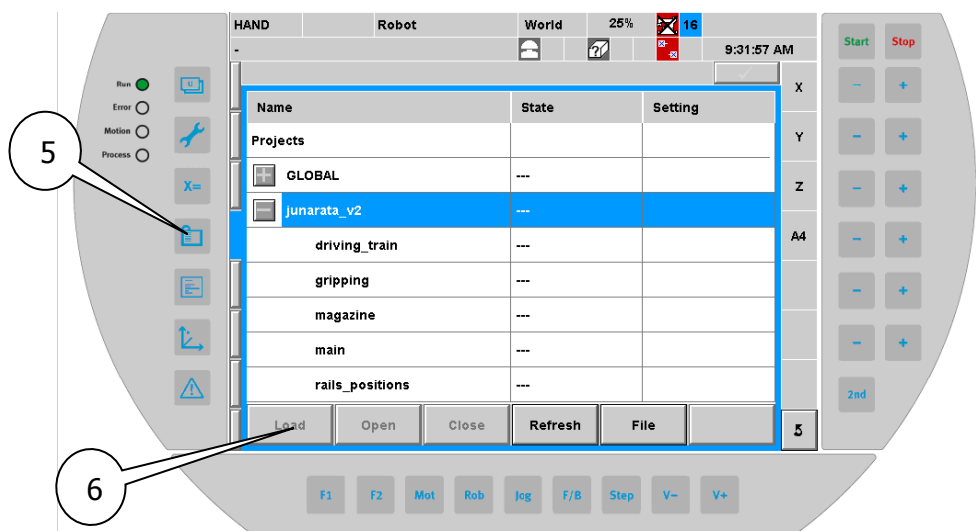 HAND Robot World 25% 16
- 9:31:57 AM
Start Stop
Run
Error
Motion
Process
U
X=
5
6
Name State Setting
Projects
GLOBAL ---
junarata_v2 ---
driving_train ---
gripping ---
magazine ---
main ---
rails_positions ---
Load Open Close Refresh File
X
Y
Z
A4
5
- +
- +
- +
- +
- +
- +
2nd
F1 F2 Mot Rob Jog F/B Step V- V+